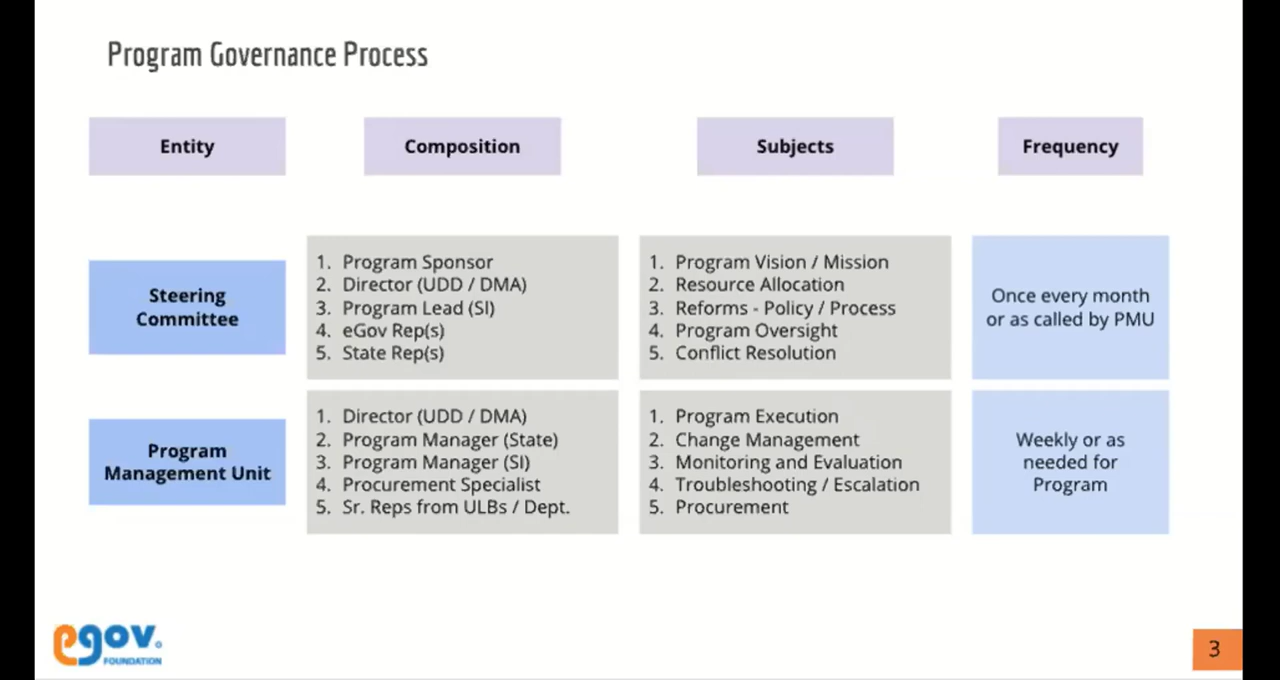 Program Governance Process
Entity
Composition
Subjects
Frequency
Steering
Committee
1. Program Sponsor
2. Director (UDD / DMA)
3. Program Lead (SI)
4. eGov Rep(s)
5. State Rep(s)
1. Program Vision / Mission
2. Resource Allocation
3. Reforms - Policy / Process
4. Program Oversight
5. Conflict Resolution
Once every month
or as called by PMU
Program
Management Unit
1. Director (UDD / DMA)
2. Program Manager (State)
3. Program Manager (SI)
4. Procurement Specialist
5. Sr. Reps from ULBs / Dept.
1. Program Execution
2. Change Management
3. Monitoring and Evaluation
4. Troubleshooting / Escalation
5. Procurement
Weekly or as
needed for
Program
egov.
FOUNDATION
3